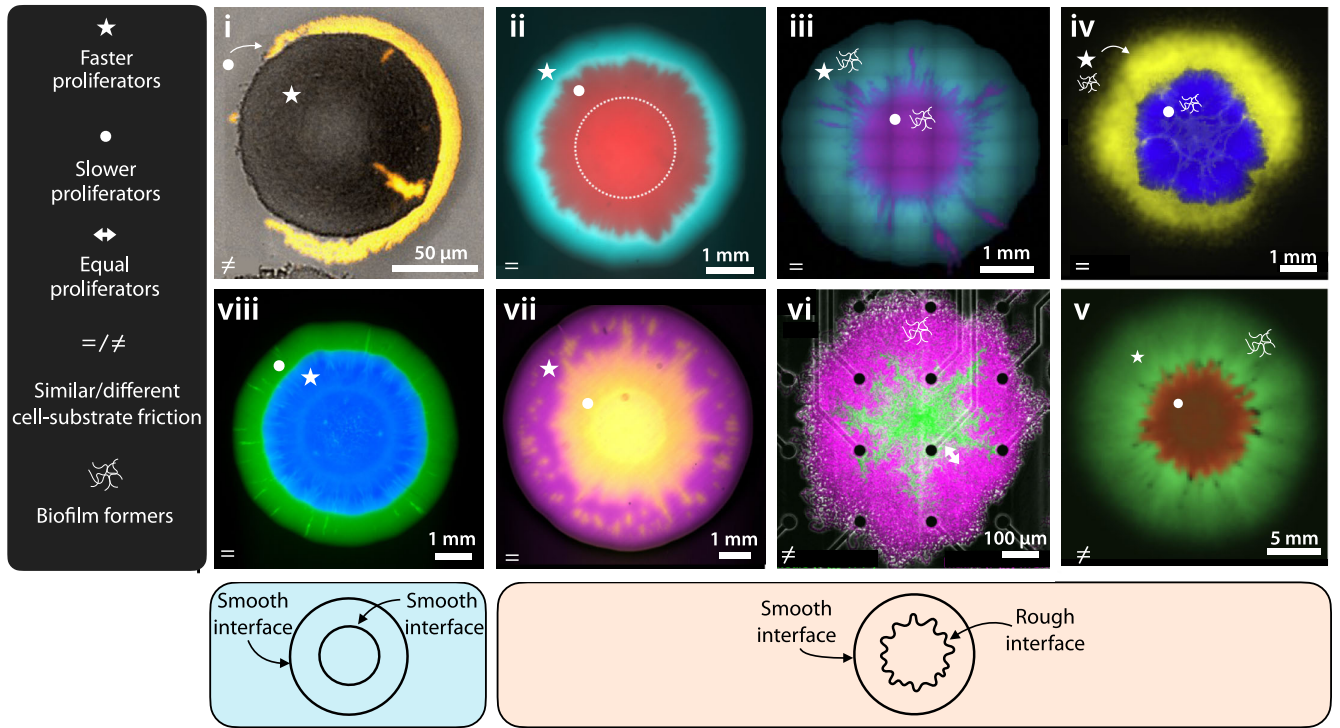 Faster
proliferators
Slower
proliferators
Equal
proliferators
=/≠
Similar/different
cell-substrate friction
Biofilm formers
i
50 µm
≠
ii
1 mm
=
iii
1 mm
=
iv
1 mm
=
viii
1 mm
=
vii
1 mm
=
vi
100 µm
≠
v
5 mm
≠
Smooth
interface
Smooth
interface
Smooth
interface
Rough
interface